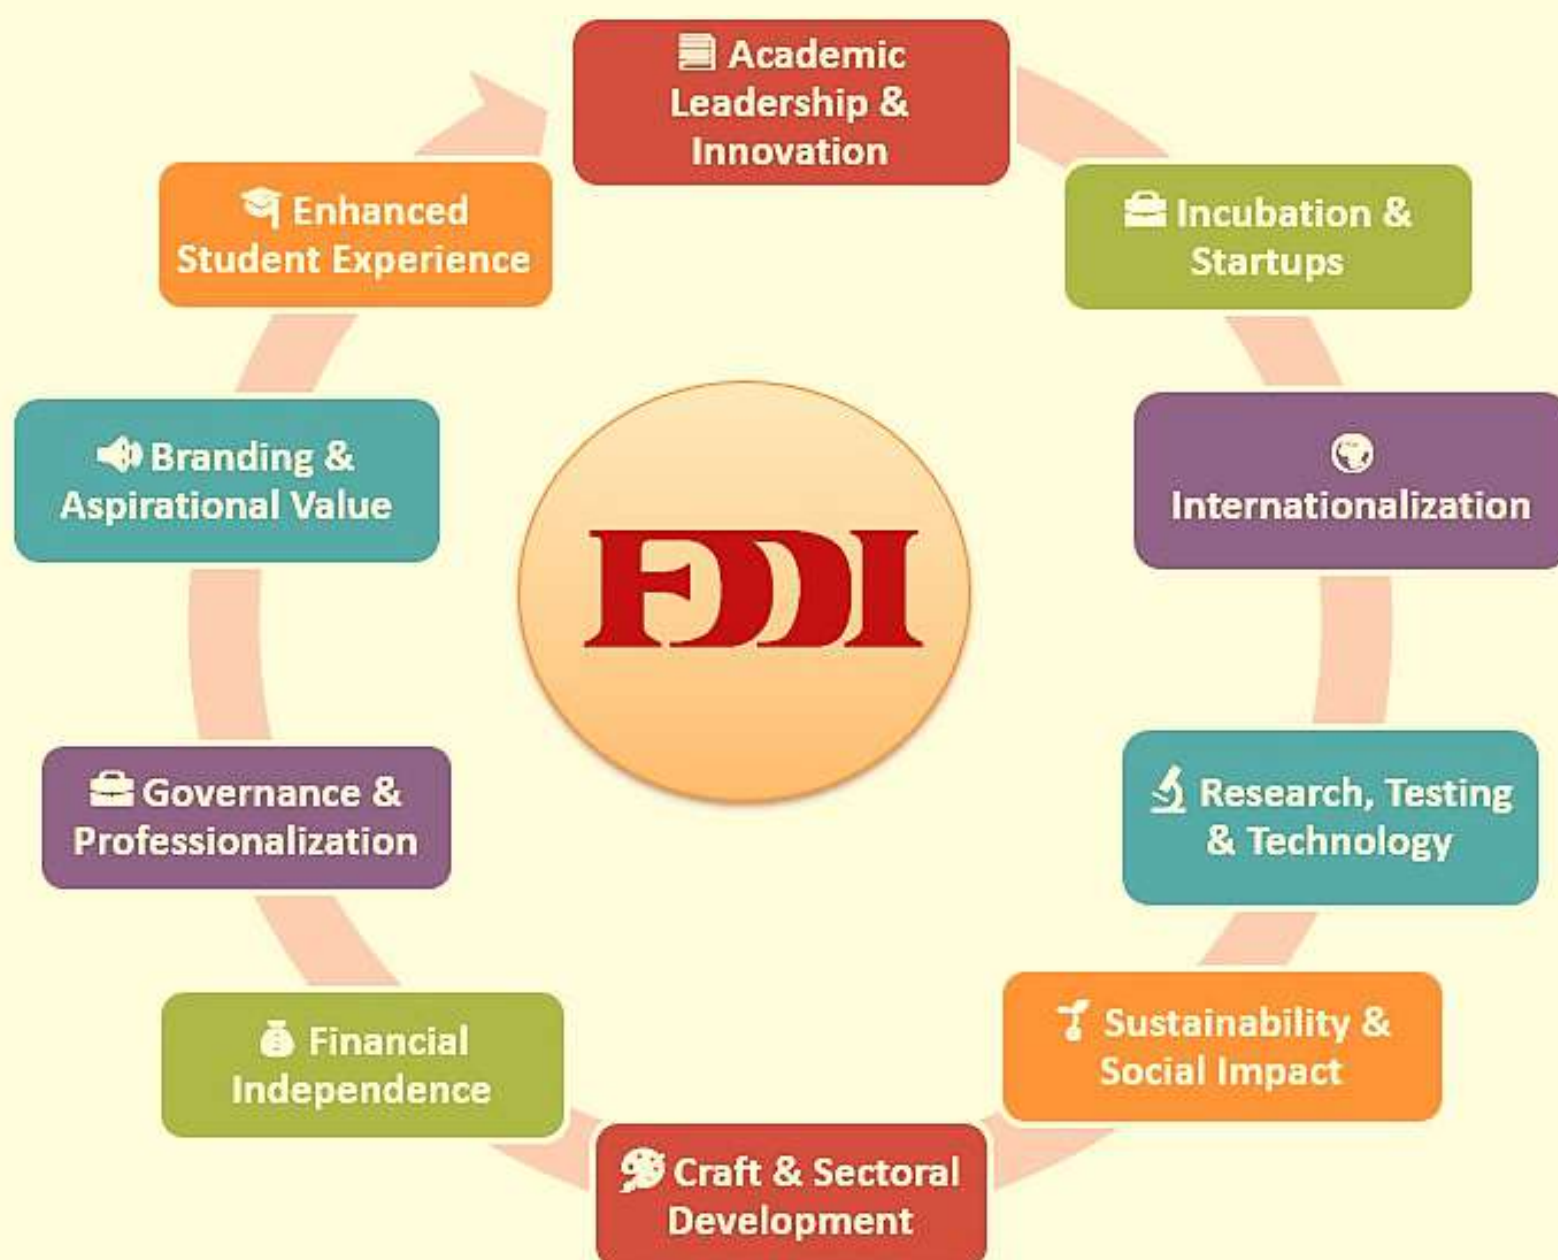 Academic
Leadership &
Innovation
Incubation &
Startups
Internationalization
Research, Testing
& Technology
Sustainability &
Social Impact
Craft & Sectoral
Development
Financial
Independence
Governance &
Professionalization
Branding &
Aspirational Value
Enhanced
Student Experience
FDDI